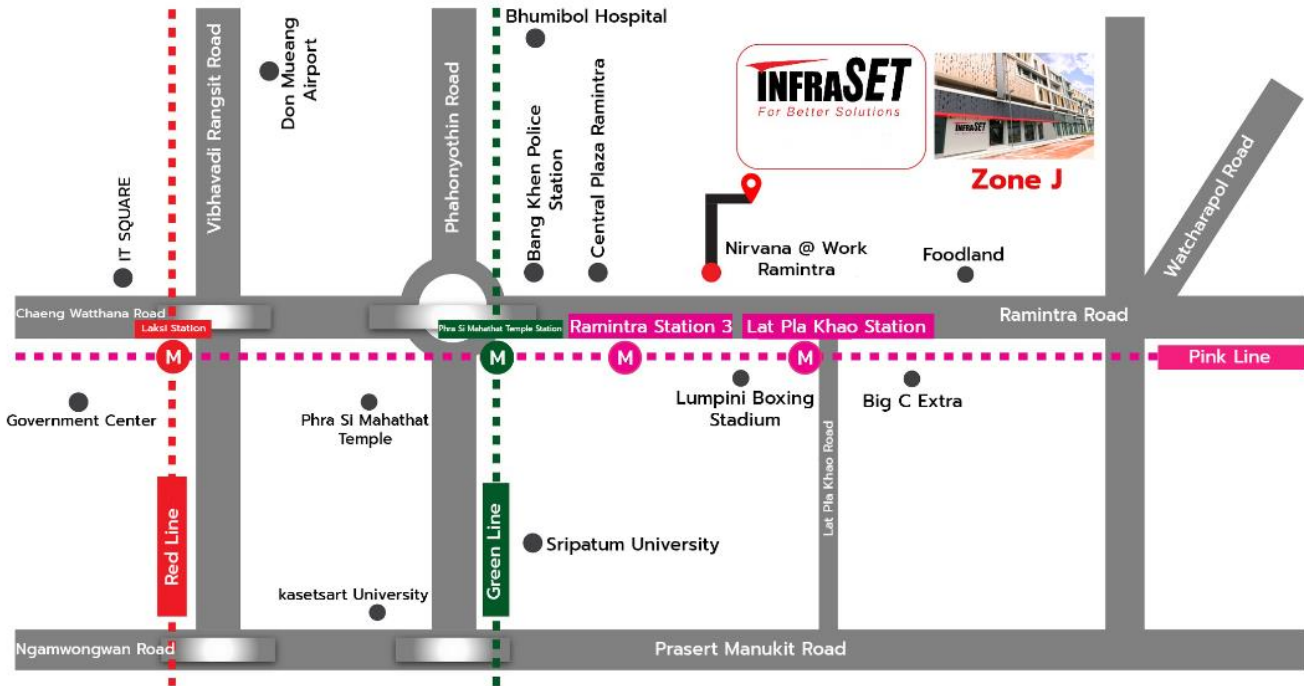 Bhumibol Hospital
Vibhavadi Rangsit Road
Don Mueang
Airport
Phahonyothin Road
Bang Khen Police
Station
Central Plaza Ramintra
INFRASET
For Better Solutions
INFRASET
Zone J
Watcharapol Road
IT SQUARE
Nirvana @ Work
Ramintra
Foodland
Chaeng Watthana Road
Ramintra Road
Laksi Station
Phra Si Mahathat Temple Station
Ramintra Station 3
Lat Pla Khao Station
M
M
M
M
Pink Line
Government Center
Phra Si Mahathat
Temple
Lumpini Boxing
Stadium
Big C Extra
Lat Pla Khao Road
Red Line
Green Line
Sripatum University
kasetsart University
Ngamwongwan Road
Prasert Manukit Road